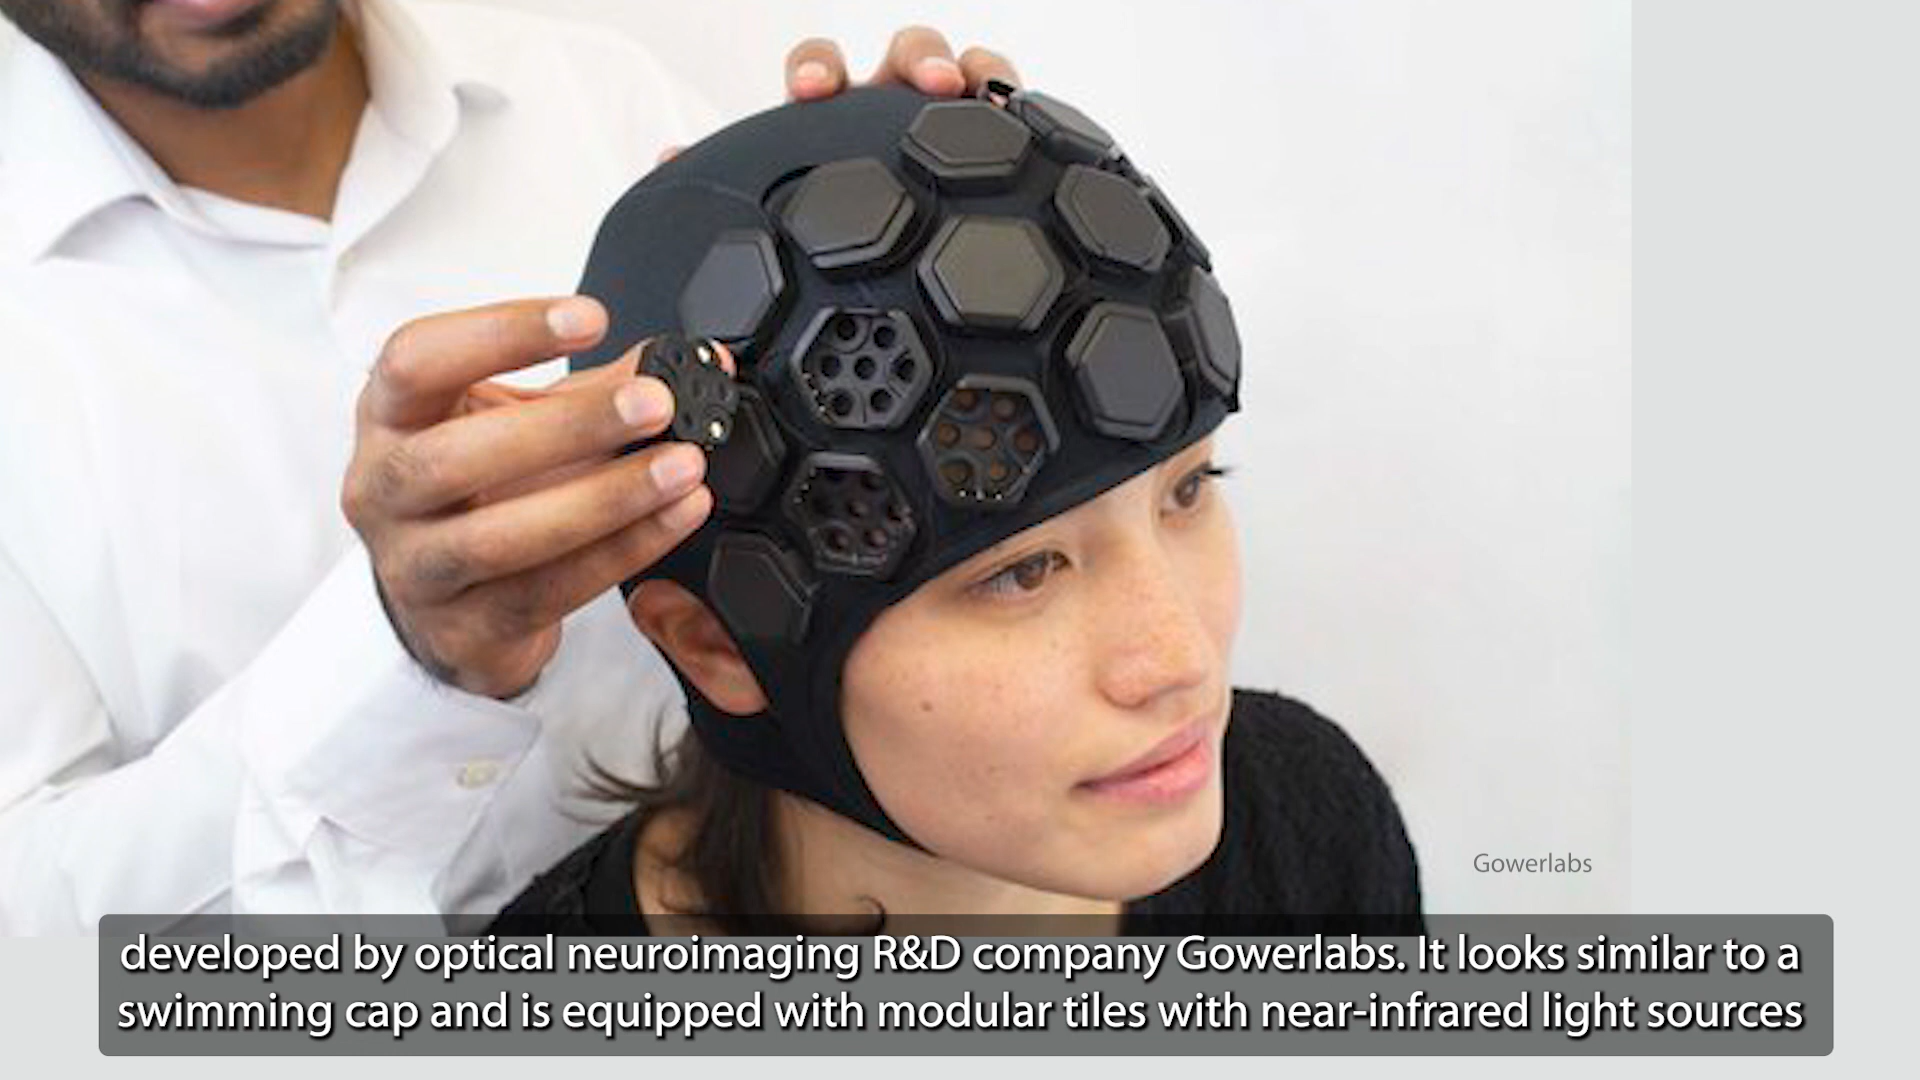 Gowerlabs
developed by optical neuroimaging R&D company Gowerlabs. It looks similar to a
swimming cap and is equipped with modular tiles with near-infrared light sources